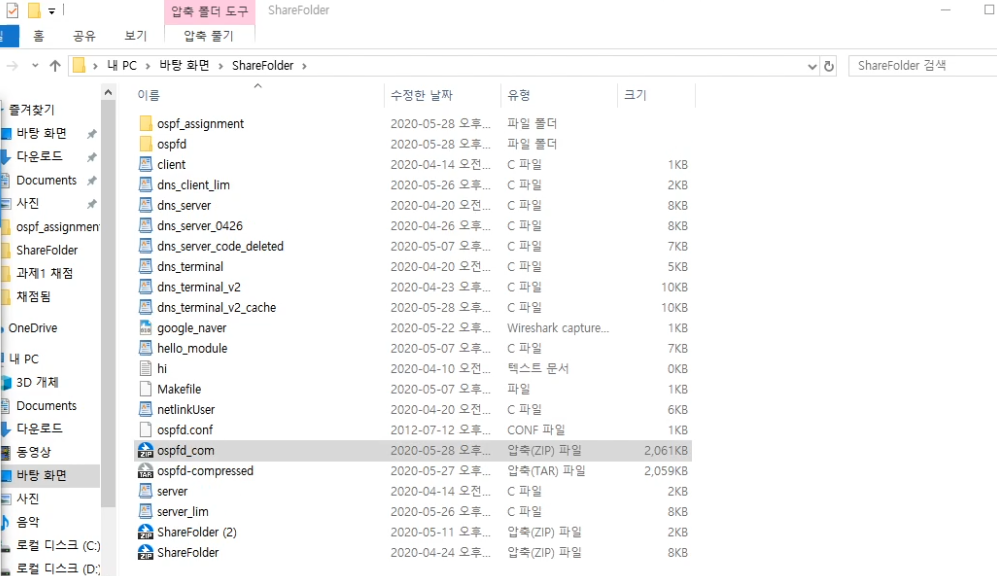 압축 폴더 도구 ShareFolder
홈 공유 보기 압축 풀기
내 PC 바탕 화면 ShareFolder ShareFolder 검색
이름 수정한 날짜 유형 크기
즐겨찾기
바탕 화면
다운로드
Documents
사진
ospf_assignment
ShareFolder
과제1 채점
채점됨
OneDrive
내 PC
3D 개체
Documents
다운로드
동영상
바탕 화면
사진
음악
로컬 디스크 (C:)
로컬 디스크 (D:)
ospf_assignment 2020-05-28 오후... 파일 폴더
ospfd 2020-05-28 오후... 파일 폴더
client 2020-04-14 오전... C 파일 1KB
dns_client_lim 2020-05-26 오후... C 파일 2KB
dns_server 2020-04-20 오전... C 파일 8KB
dns_server_0426 2020-04-26 오후... C 파일 8KB
dns_server_code_deleted 2020-05-07 오후... C 파일 7KB
dns_terminal 2020-04-20 오전... C 파일 5KB
dns_terminal_v2 2020-04-23 오후... C 파일 10KB
dns_terminal_v2_cache 2020-05-28 오후... C 파일 10KB
google_naver 2020-05-22 오후... Wireshark capture... 1KB
hello_module 2020-05-07 오후... C 파일 7KB
hi 2020-04-10 오전... 텍스트 문서 0KB
Makefile 2020-05-07 오후... 파일 1KB
netlinkUser 2020-04-20 오전... C 파일 6KB
ospfd.conf 2012-07-12 오후... CONF 파일 1KB
ospfd_com 2020-05-28 오후... 압축(ZIP) 파일 2,061KB
ospfd-compressed 2020-05-27 오후... 압축(TAR) 파일 2,059KB
server 2020-04-14 오전... C 파일 2KB
server_lim 2020-05-26 오후... C 파일 8KB
ShareFolder (2) 2020-05-11 오후... 압축(ZIP) 파일 2KB
ShareFolder 2020-04-24 오후... 압축(ZIP) 파일 8KB